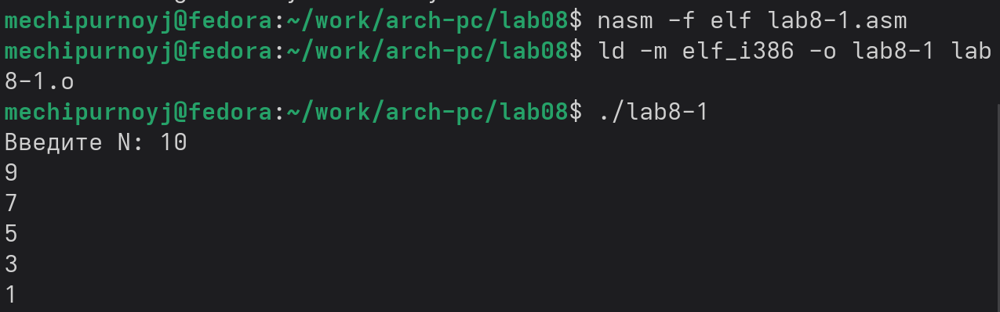 mechipurnoyj@fedora:~/work/arch-pc/lab08$ nasm -f elf lab8-1.asm
mechipurnoyj@fedora:~/work/arch-pc/lab08$ ld -m elf_i386 -o lab8-1 lab
8-1.o
mechipurnoyj@fedora:~/work/arch-pc/lab08$ ./lab8-1
Введите N: 10
9
7
5
3
1